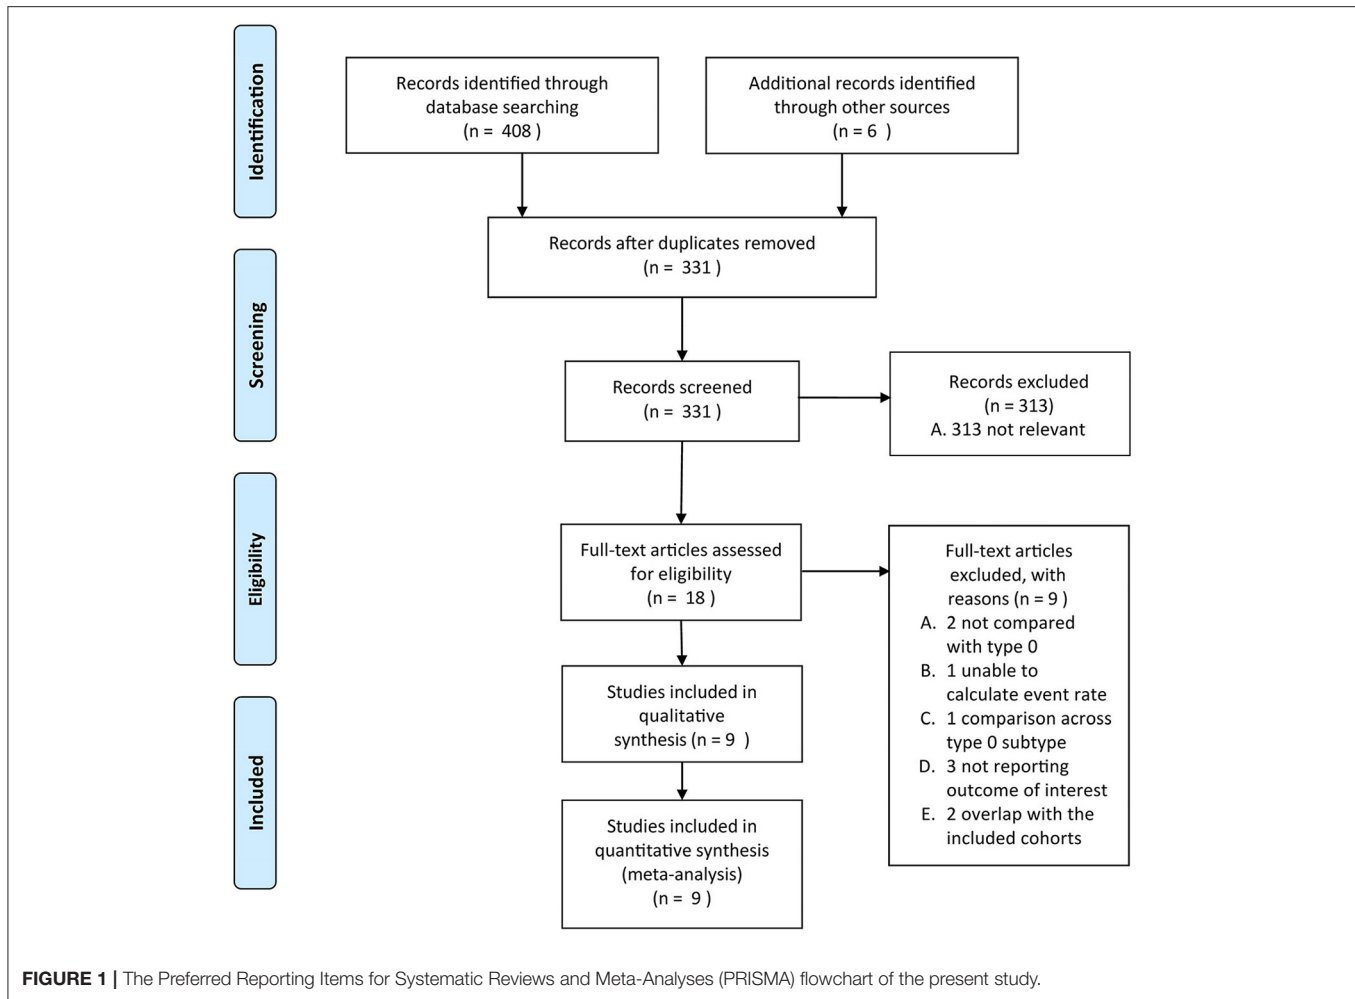 Identification
Records identified through
database searching
(n = 408 )
Additional records identified
through other sources
(n = 6 )
Records after duplicates removed
(n = 331 )
Screening
Records screened
(n = 331 )
Records excluded
(n = 313)
A. 313 not relevant
Eligibility
Full-text articles assessed
for eligibility
(n = 18 )
Full-text articles
excluded, with
reasons (n = 9 )
A. 2 not compared
with type 0
B. 1 unable to
calculate event rate
C. 1 comparison across
type 0 subtype
D. 3 not reporting
outcome of interest
E. 2 overlap with the
included cohorts
Included
Studies included in
qualitative
synthesis (n = 9 )
Studies included in
quantitative synthesis
(meta-analysis)
(n = 9 )
FIGURE 1 | The Preferred Reporting Items for Systematic Reviews and Meta-Analyses (PRISMA) flowchart of the present study.